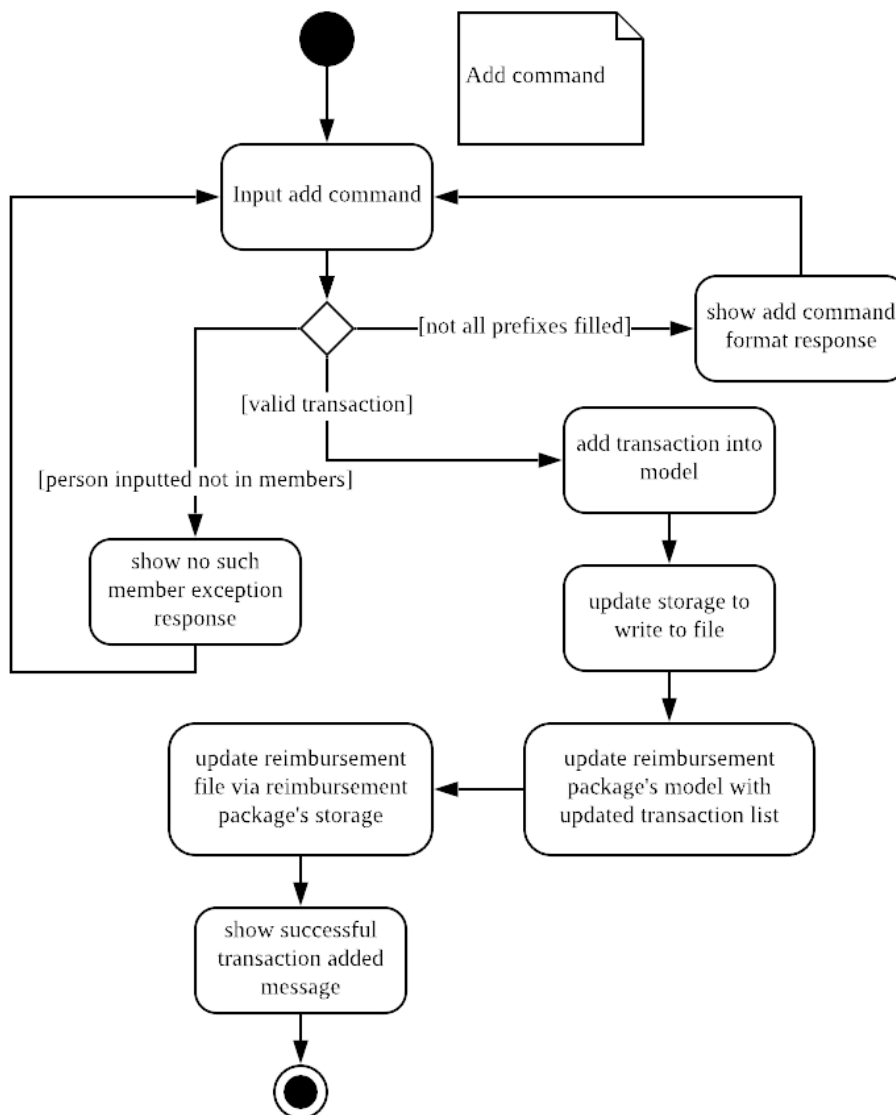 Add command
Input add command
[not all prefixes filled]
show add command
format response
[valid transaction]
add transaction into
model
[person inputted not in members]
show no such
member exception
response
update storage to
write to file
update reimbursement
file via reimbursement
package's storage
update reimbursement
package's model with
updated transaction list
show successful
transaction added
message